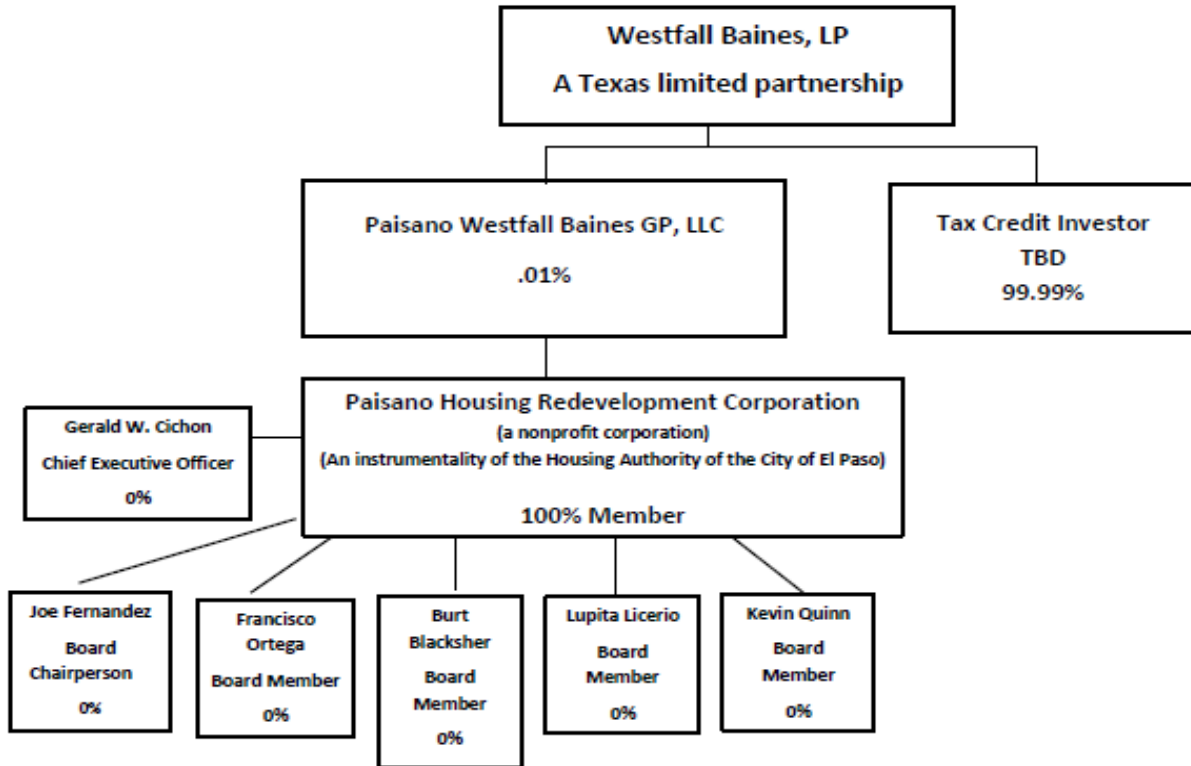 Westfall Baines, LP
A Texas limited partnership
Paisano Westfall Baines GP, LLC
.01%
Tax Credit Investor
TBD
99.99%
Gerald W. Cichon
Chief Executive Officer
0%
Paisano Housing Redevelopment Corporation
(a nonprofit corporation)
(An instrumentality of the Housing Authority of the City of El Paso)
100% Member
Joe Fernandez
Board
Chairperson
0%
Francisco
Ortega
Board Member
0%
Burt
Blacksher
Board
Member
0%
Lupita Licerio
Board
Member
0%
Kevin Quinn
Board
Member
0%